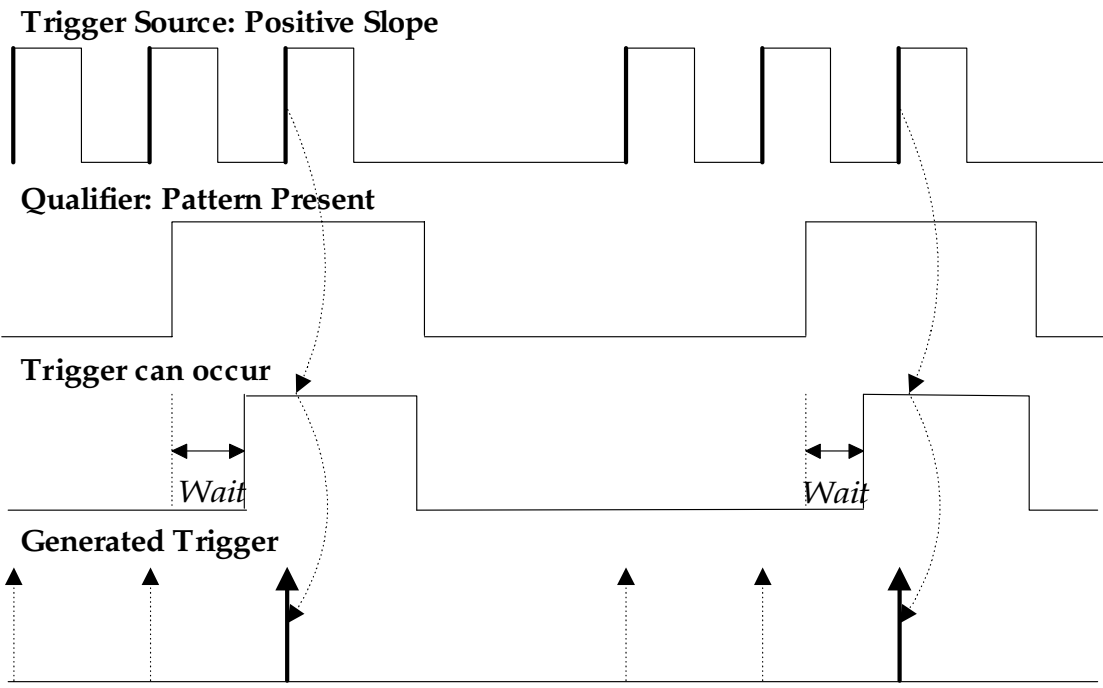 Trigger Source: Positive Slope
Qualifier: Pattern Present
Trigger can occur
Wait
Wait
Generated Trigger